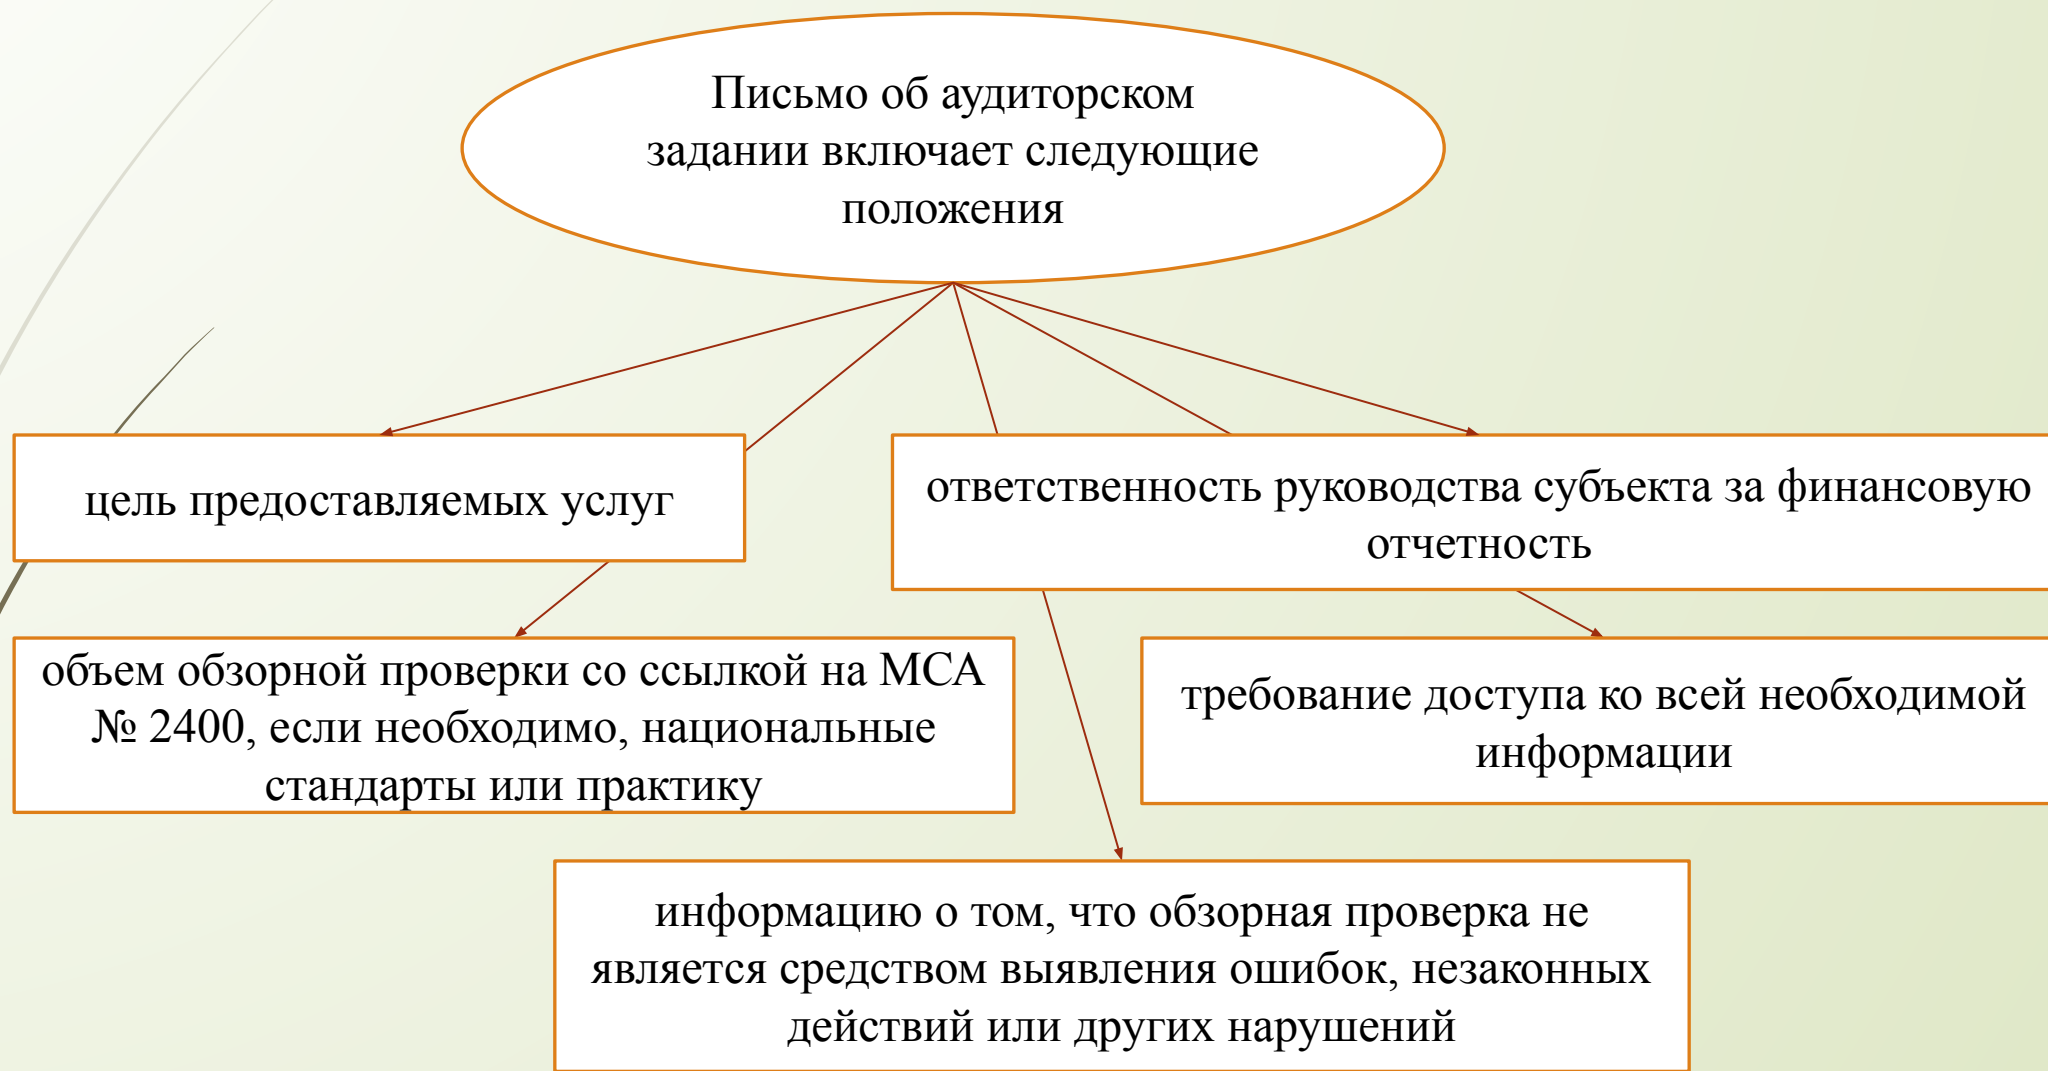 Письмо об аудиторском
задании включает следующие
положения
цель предоставляемых услуг
ответственность руководства субъекта за финансовую
отчетность
объем обзорной проверки со ссылкой на МСА
№ 2400, если необходимо, национальные
стандарты или практику
требование доступа ко всей необходимой
информации
информацию о том, что обзорная проверка не
является средством выявления ошибок, незаконных
действий или других нарушений